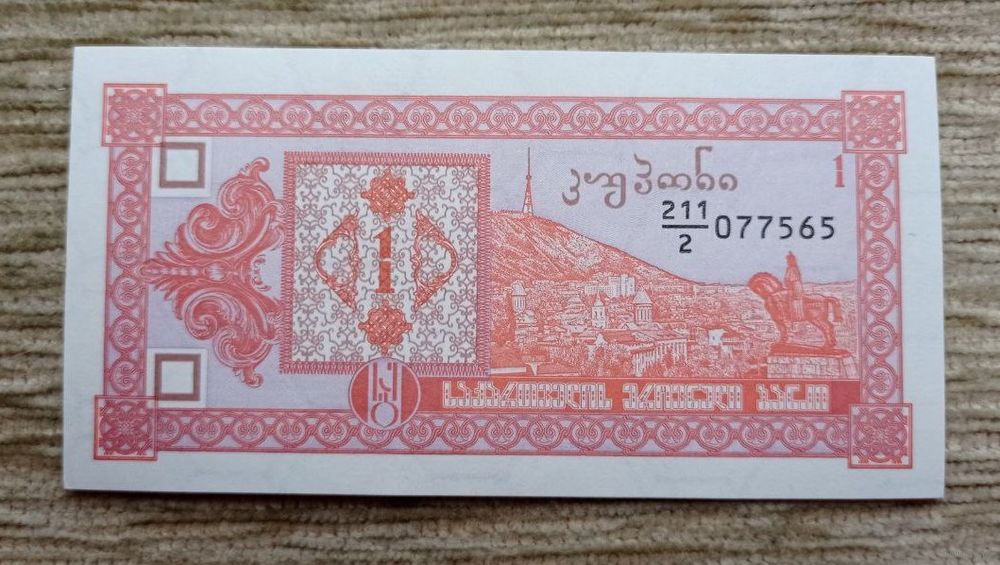 კუპონი
1
211/2 077565
1
საქართველოს ეროვნული ბანკი